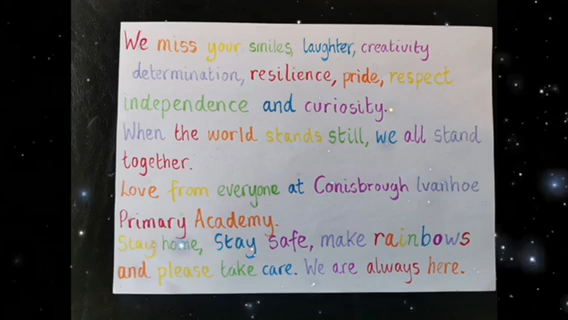 We miss your smiles, laughter, creativity
determination, resilience, pride, respect
independence and curiosity.
When the world stands still, we all stand
together.
Love from everyone at Conisbrough Ivanhoe
Primary Academy.
Stay home, Stay safe, make rainbows
and please take care. We are always here.